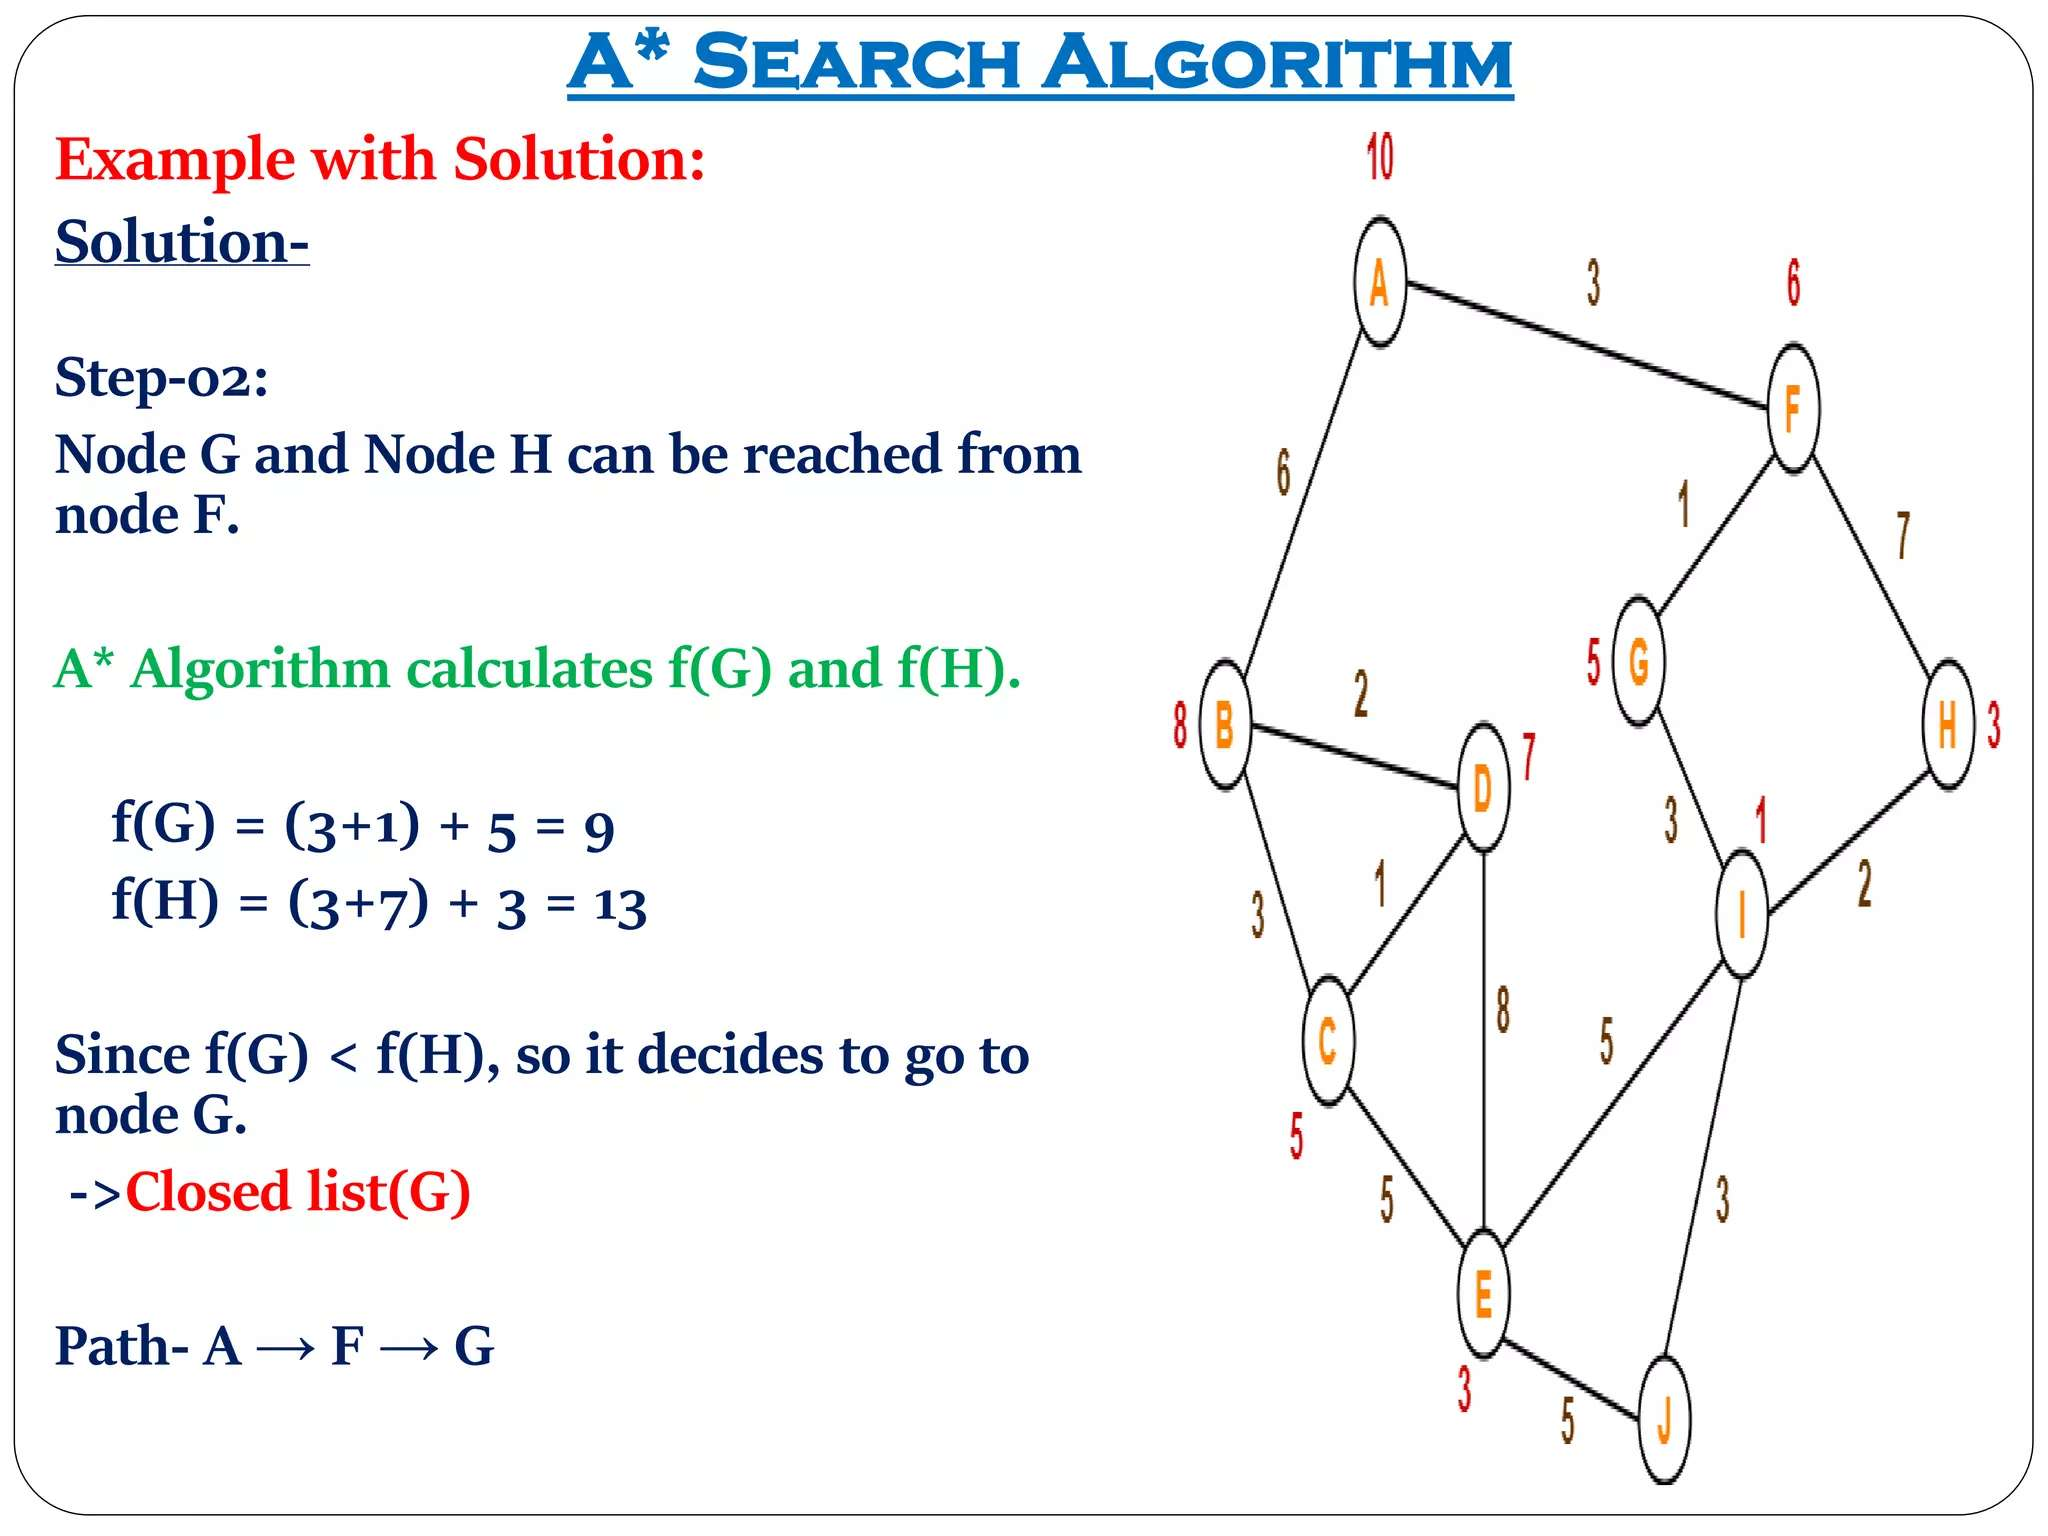 A* SEARCH ALGORITHM
Example with Solution:
Solution-
Step-02:
Node G and Node H can be reached from
node F.
A* Algorithm calculates f(G) and f(H).
f(G) = (3+1) + 5 = 9
f(H) = (3+7) + 3 = 13
Since f(G) < f(H), so it decides to go to
node G.
->Closed list(G)
Path- A → F → G
10
A
3
6
F
6
1
7
5
G
8
B
2
D
7
H
3
3
1
1
3
I
2
C
8
5
5
5
3
E
3
5
J